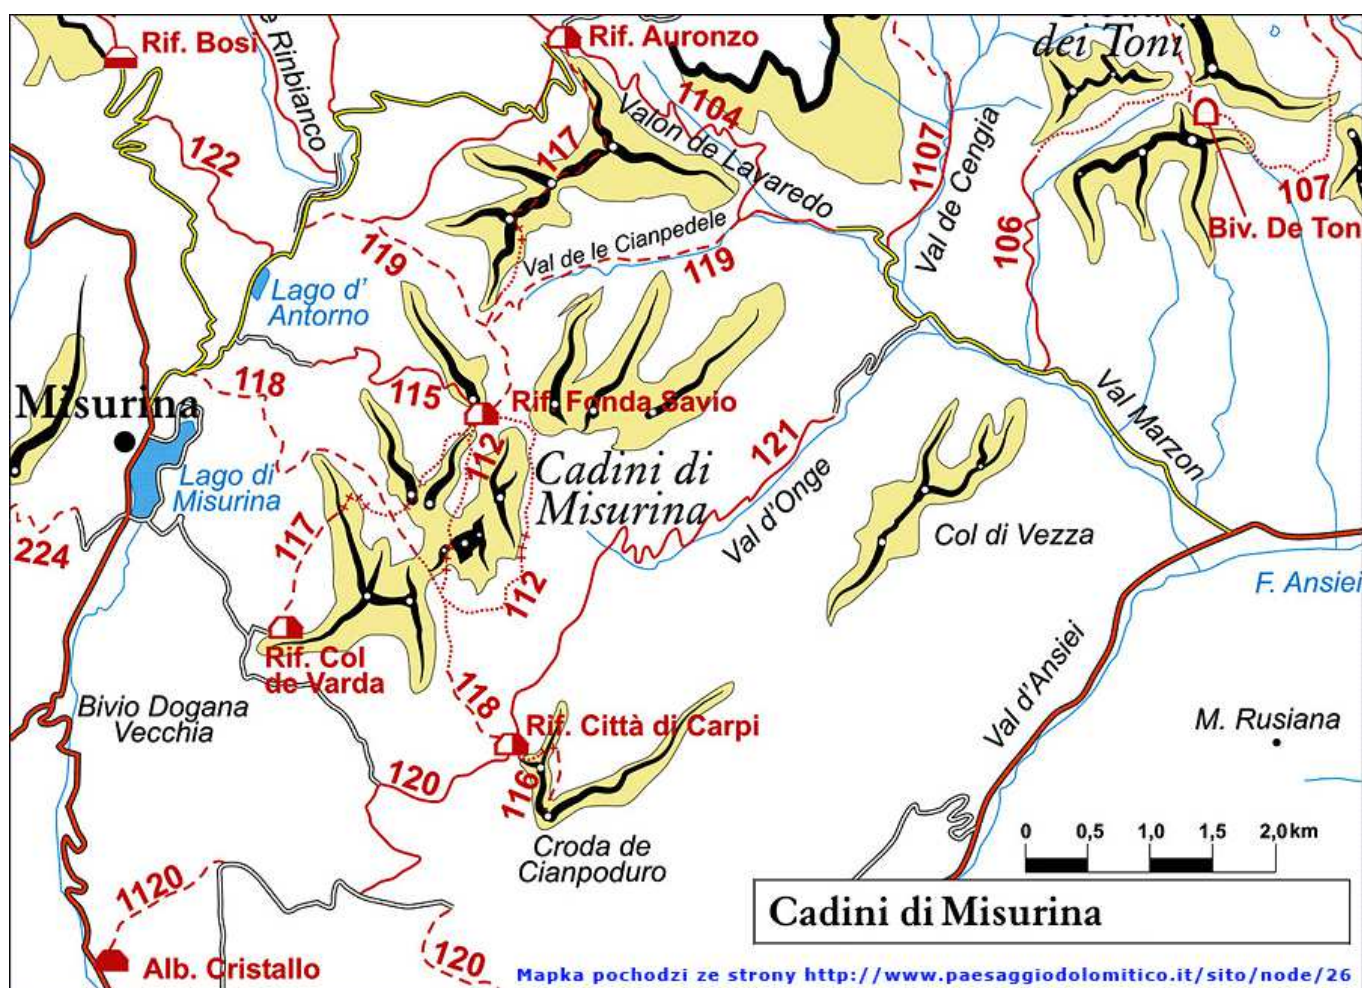 Rif. Bosi
Rinbianco
Rif. Auronzo
dei Toni
1104
Valon de Lavaredo
117
122
1107
Val de Cengia
107
106
Biv. De Ton
119
Val de le Cianpedele
119
Lago d'
Antorno
118
115
Rif. Fonda Savio
Misurina
112
121
Val Marzon
Cadini di
Misurina
Lago di
Misurina
224
117
Val d'Onge
Col di Vezza
112
F. Ansiei
Rif. Col
de Varda
118
Val d'Ansiei
Bivio Dogana
Vecchia
Rif. Città di Carpi
M. Rusiana
120
116
Croda de
Cianpoduro
0 0,5 1,0 1,5 2,0 km
1120
Cadini di Misurina
120
Alb. Cristallo
Mapka pochodzi ze strony http://www.paesaggiodolomitico.it/sito/node/26